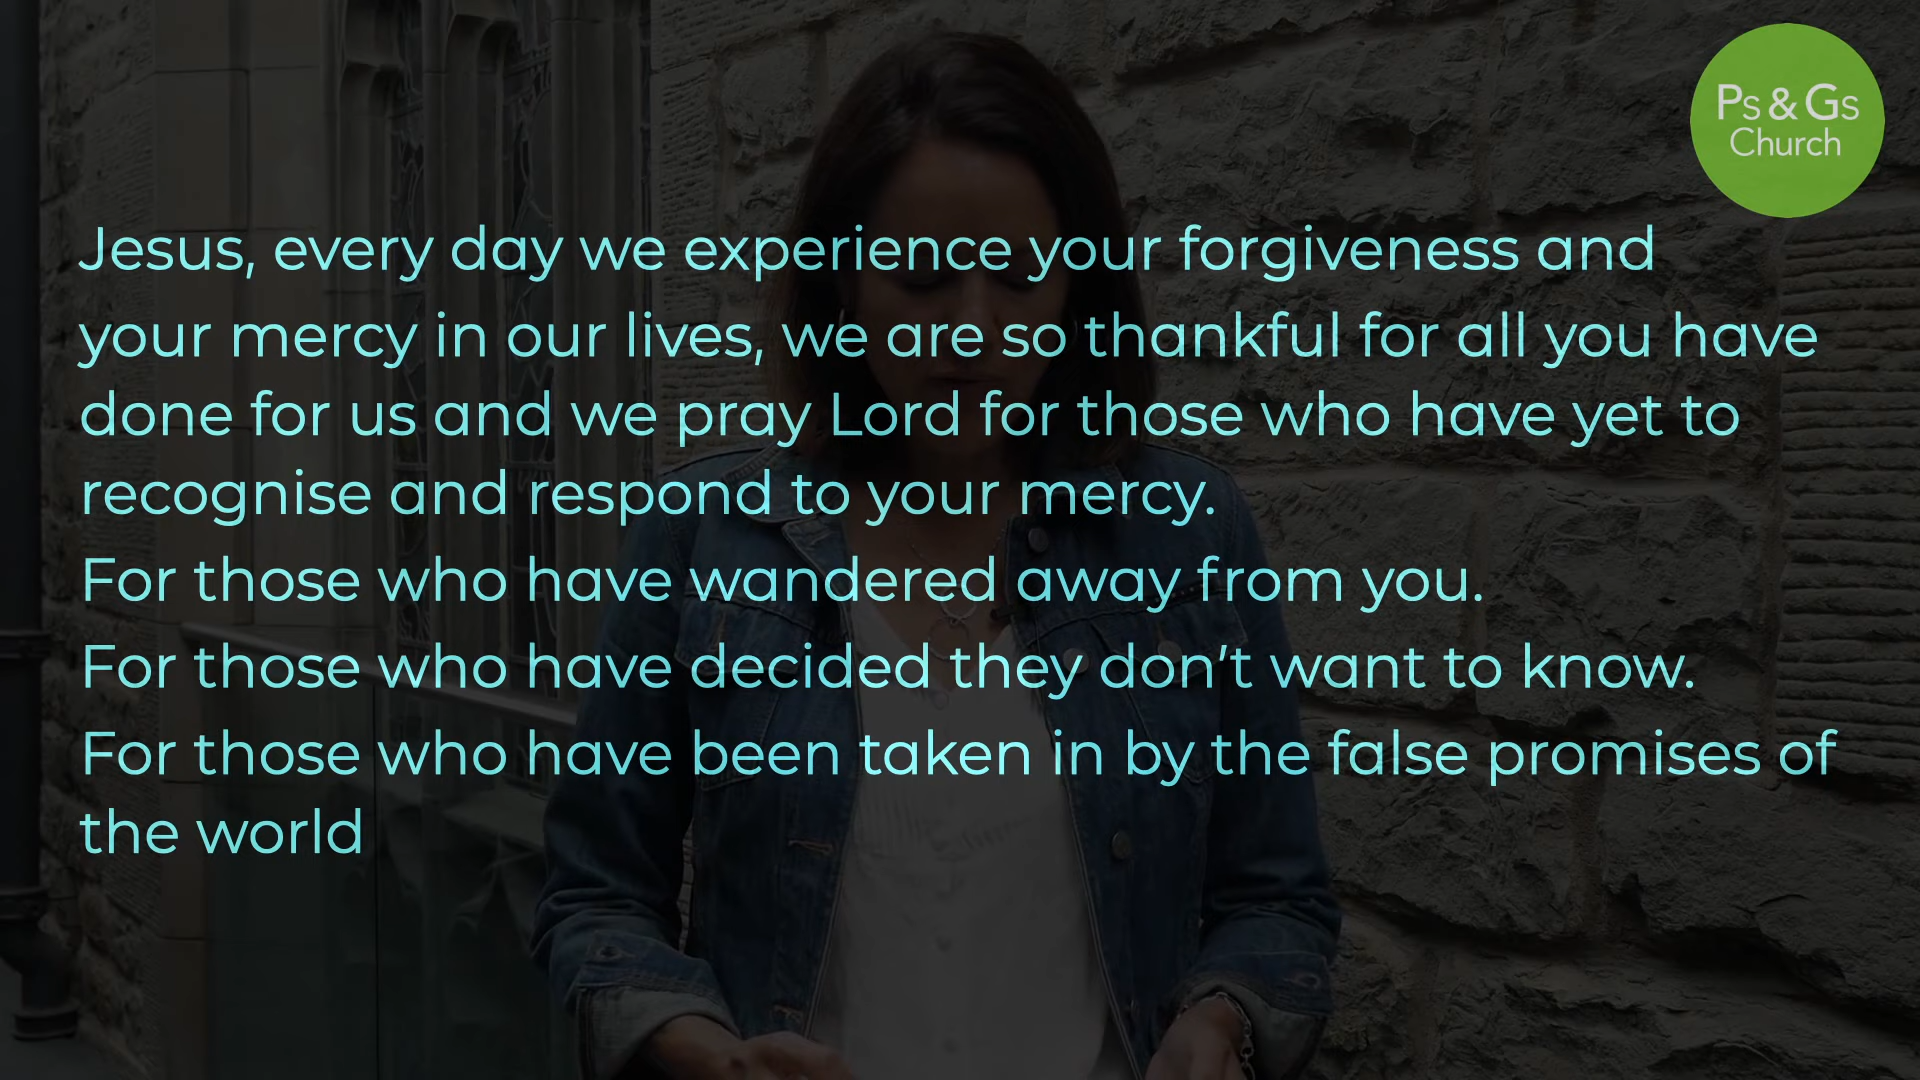 Ps & Gs
Church
Jesus, every day we experience your forgiveness and
your mercy in our lives, we are so thankful for all you have
done for us and we pray Lord for those who have yet to
recognise and respond to your mercy.
For those who have wandered away from you.
For those who have decided they don’t want to know.
For those who have been taken in by the false promises of
the world